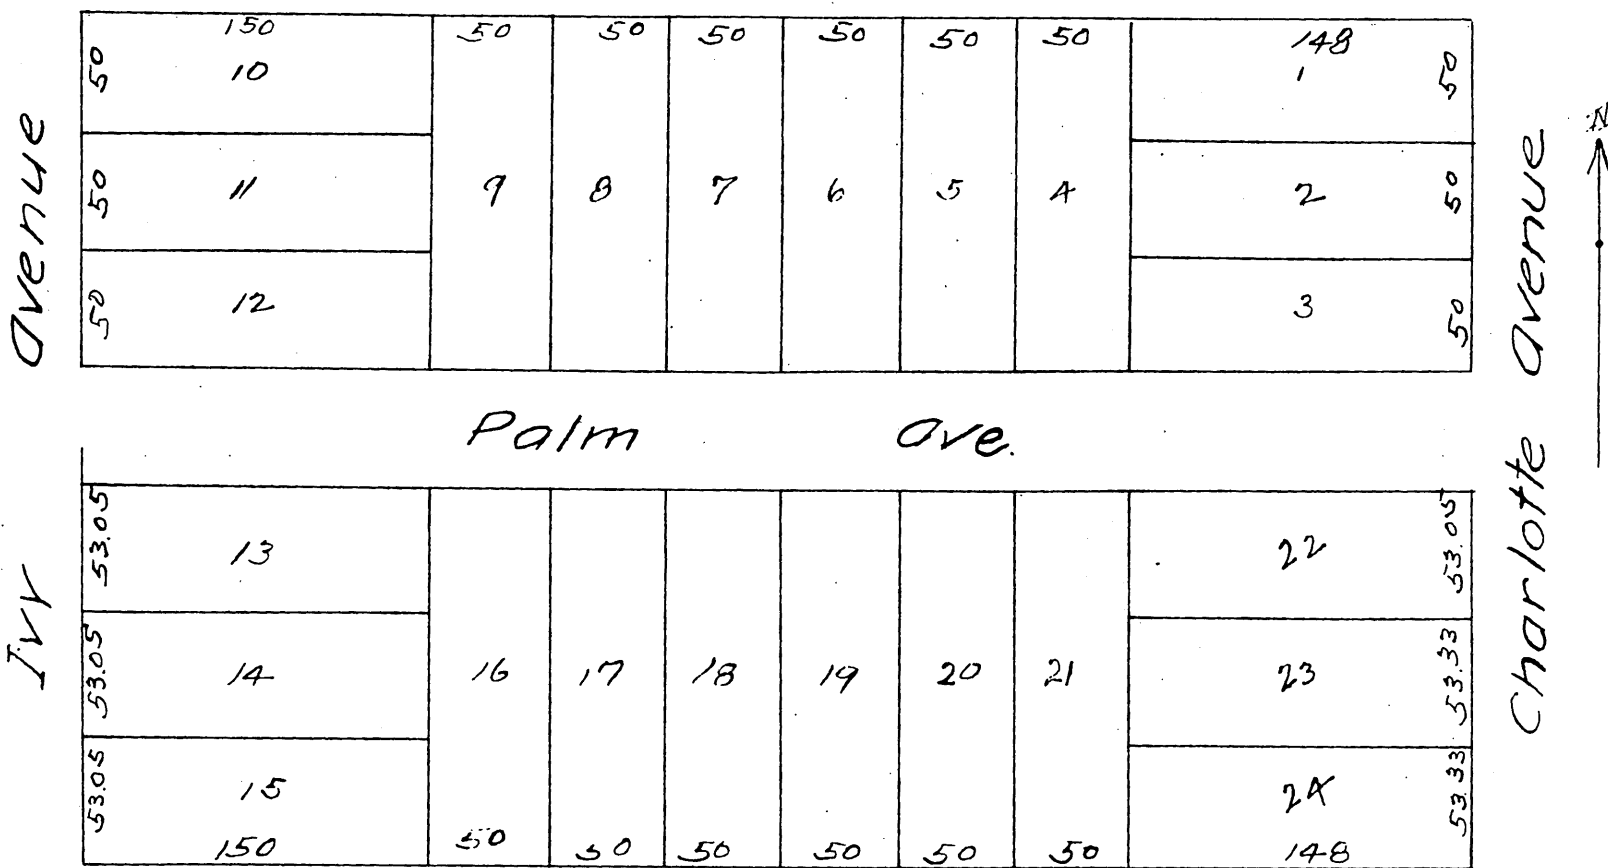 150 50 50 50 50 50 50 148
50 10 1 50
N
50 11 9 8 7 6 5 4 2 50
50 12 3 50
Avenue
Avenue
Palm Ave.
53.05 13 22 53.05
53.05 14 16 17 18 19 20 21 23 53.33
53.05 15 24 53.33
150 50 50 50 50 50 50 148
Ivy
Charlotte